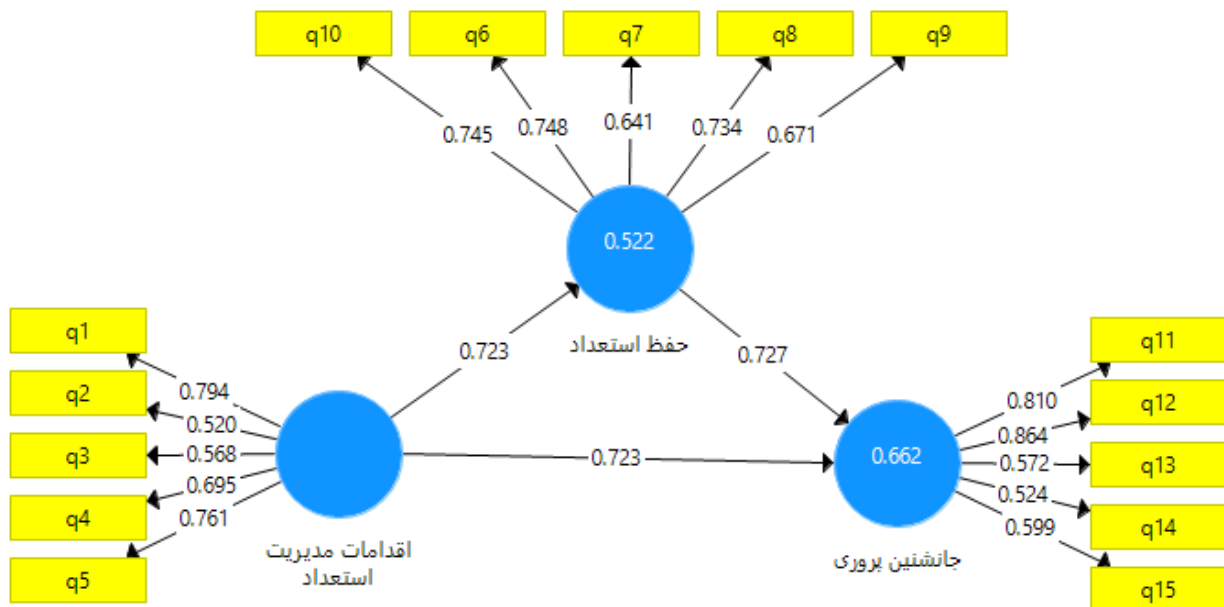 q10
q6
q7
q8
q9
0.745
0.748
0.641
0.734
0.671
0.522
حفظ استعداد
q1
q2
q3
q4
q5
0.794
0.520
0.568
0.695
0.761
اقدامات مدیریت
استعداد
0.723
0.727
0.723
0.662
جانشنین پروری
0.810
0.864
0.572
0.524
0.599
q11
q12
q13
q14
q15